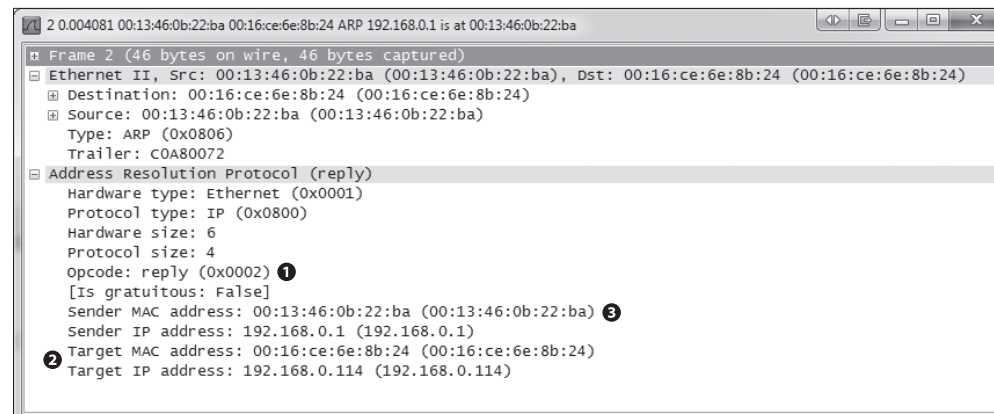 2 0.004081 00:13:46:0b:22:ba 00:16:ce:6e:8b:24 ARP 192.168.0.1 is at 00:13:46:0b:22:ba
Frame 2 (46 bytes on wire, 46 bytes captured)
Ethernet II, Src: 00:13:46:0b:22:ba (00:13:46:0b:22:ba), Dst: 00:16:ce:6e:8b:24 (00:16:ce:6e:8b:24)
Destination: 00:16:ce:6e:8b:24 (00:16:ce:6e:8b:24)
Source: 00:13:46:0b:22:ba (00:13:46:0b:22:ba)
Type: ARP (0x0806)
Trailer: C0A80072
Address Resolution Protocol (reply)
Hardware type: Ethernet (0x0001)
Protocol type: IP (0x0800)
Hardware size: 6
Protocol size: 4
Opcode: reply (0x0002) ❶
[Is gratuitous: False]
Sender MAC address: 00:13:46:0b:22:ba (00:13:46:0b:22:ba) ❸
Sender IP address: 192.168.0.1 (192.168.0.1)
❷ Target MAC address: 00:16:ce:6e:8b:24 (00:16:ce:6e:8b:24)
Target IP address: 192.168.0.114 (192.168.0.114)